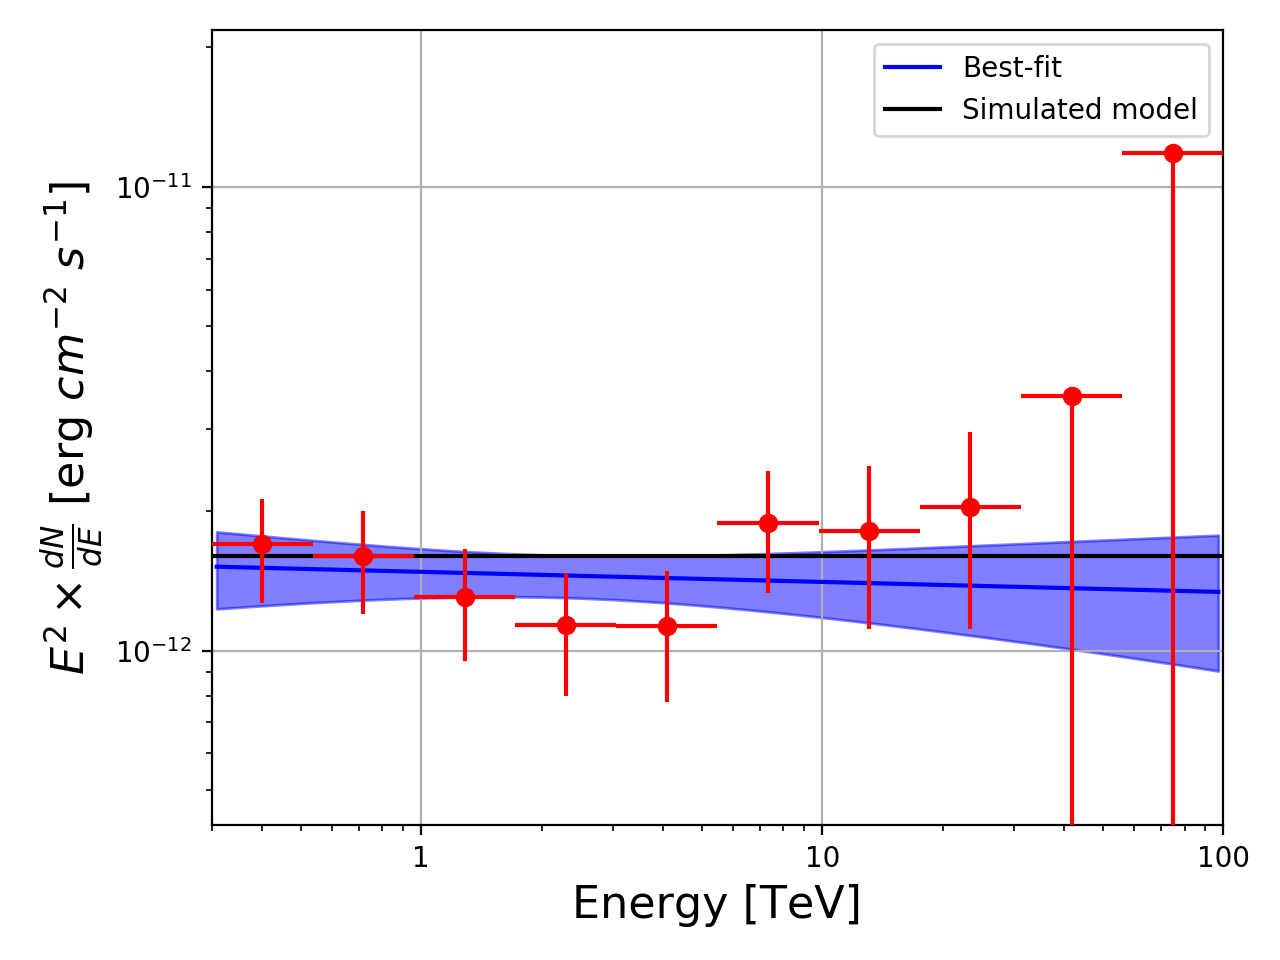 Best-fit
Simulated model
10⁻¹¹
10⁻¹²
E² × dN/dE [erg cm⁻² s⁻¹]
1
10
100
Energy [TeV]